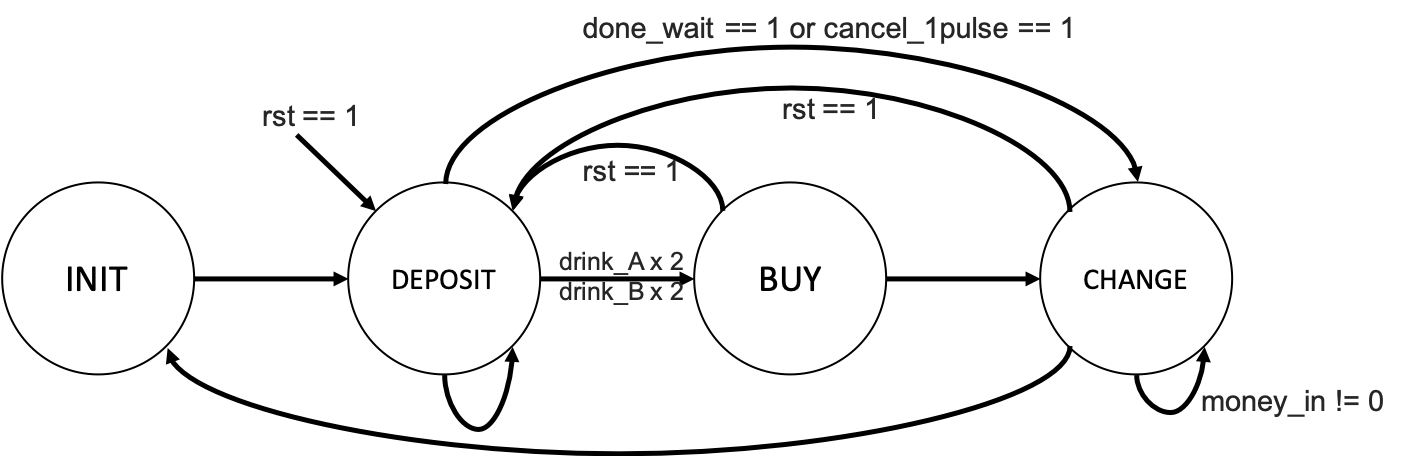 done_wait == 1 or cancel_1pulse == 1
rst == 1
rst == 1
rst == 1
INIT
DEPOSIT
drink_A x 2
drink_B x 2
BUY
CHANGE
money_in != 0